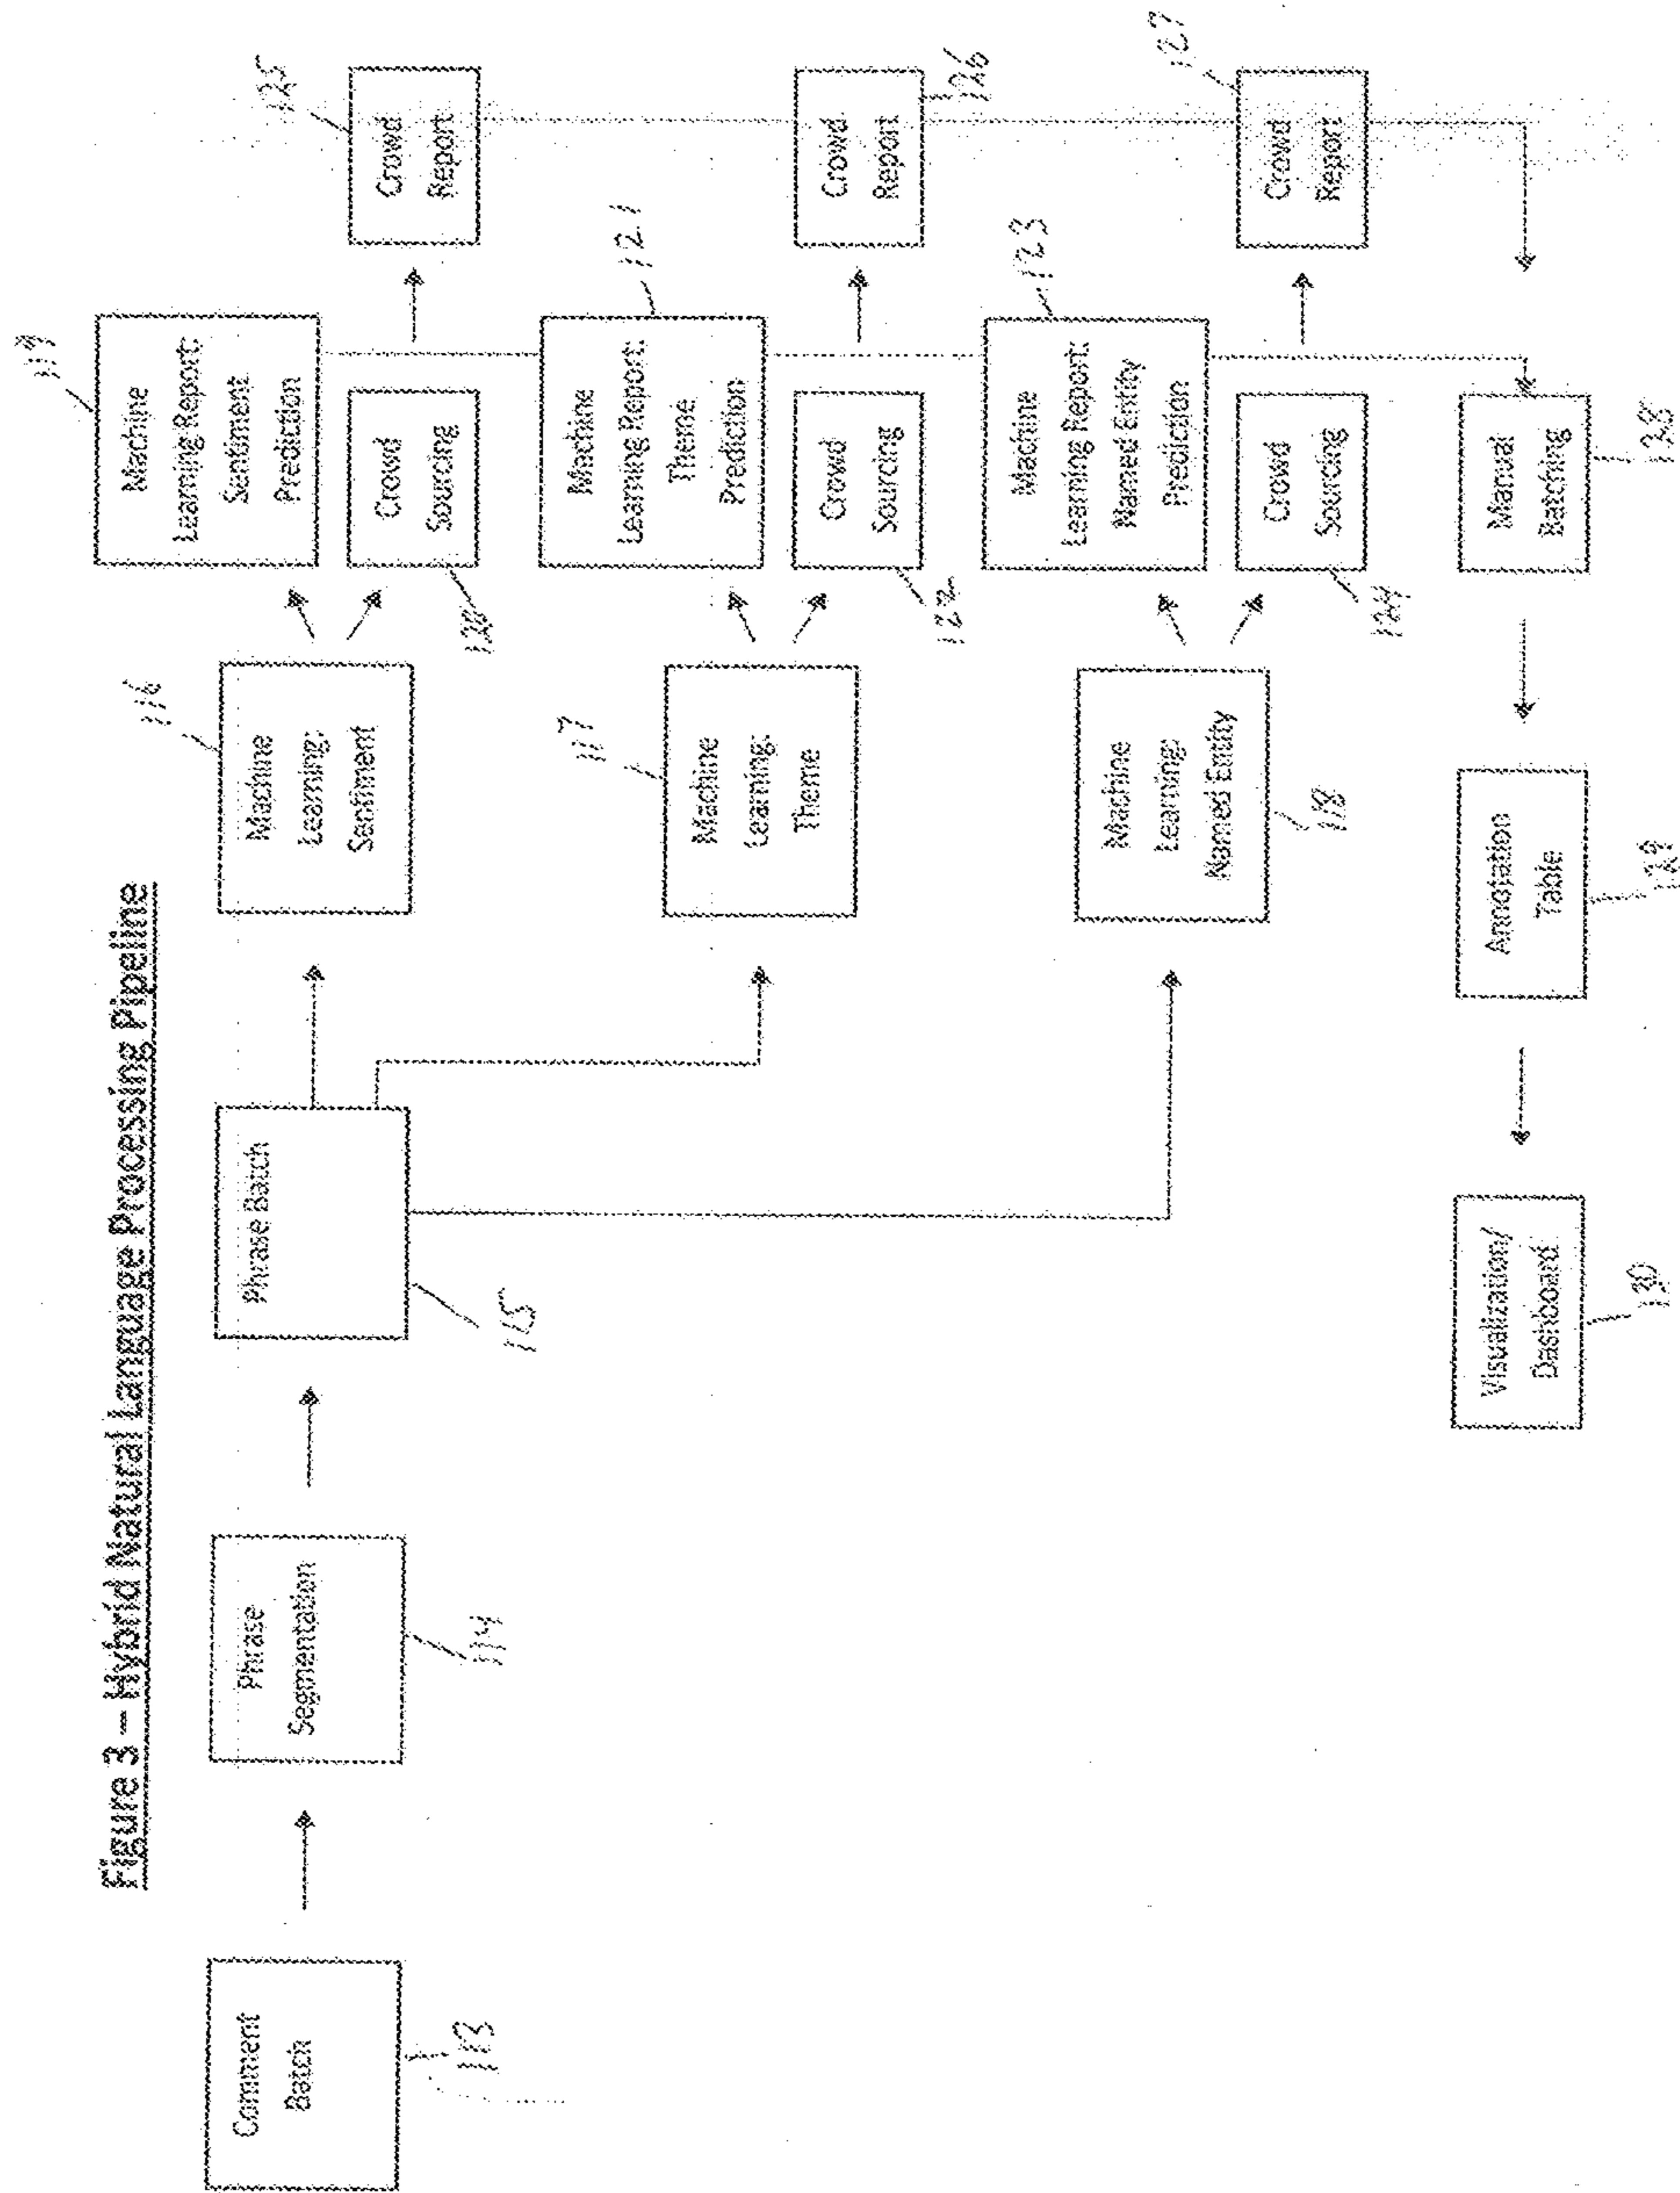 Figure 3 – Hybrid Natural Language Processing Pipeline
Comment
Batch
113
Phrase
Segmentation
114
Phrase Batch
115
Machine
Learning:
Sentiment
116
Machine
Learning:
Theme
117
Machine
Learning:
Named Entity
118
Machine
Learning Report:
Sentiment
Prediction
119
Crowd
Sourcing
120
Machine
Learning Report:
Theme
Prediction
121
Crowd
Sourcing
122
Machine
Learning Report:
Named Entity
Prediction
123
Crowd
Sourcing
124
Crowd
Report
125
Crowd
Report
126
Crowd
Report
127
Manual
Batching
128
Annotation
Table
129
Visualization/
Dashboard
130